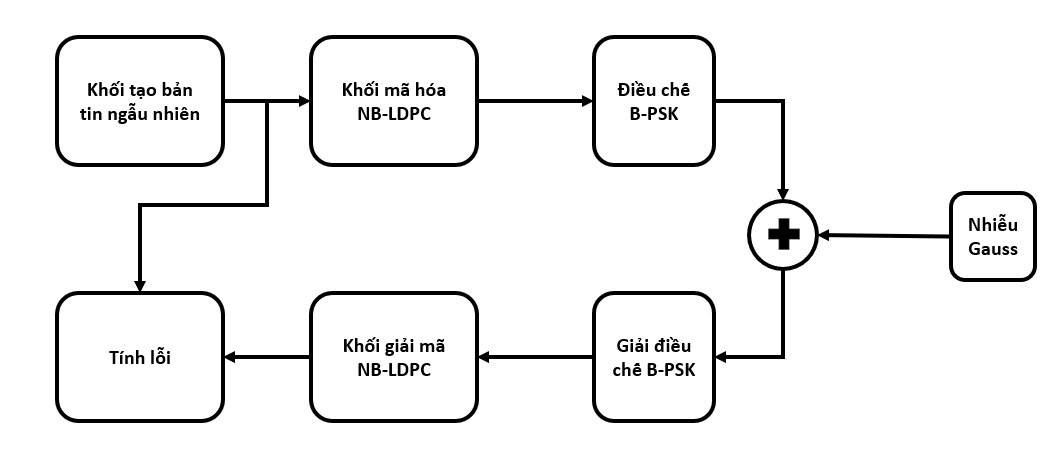 Khối tạo bản
tin ngẫu nhiên
Khối mã hóa
NB-LDPC
Điều chế
B-PSK
Nhiễu
Gauss
Tính lỗi
Khối giải mã
NB-LDPC
Giải điều
chế B-PSK